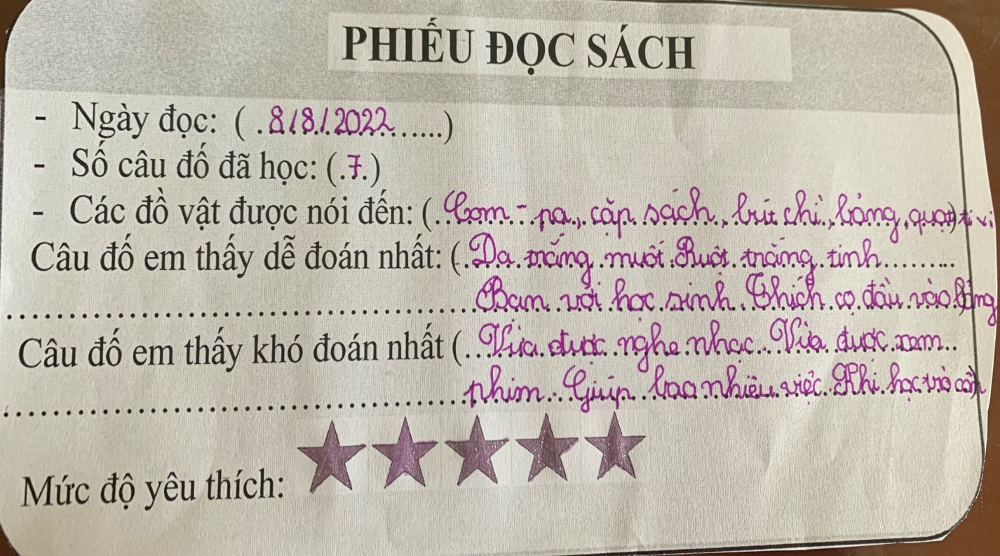 PHIẾU ĐỌC SÁCH
- Ngày đọc: ( . 8/8/2022......)
- Số câu đố đã học: (.7.)
- Các đồ vật được nói đến: (..Com - pa, cặp sách, bút chì, bảng, quạt) ti vi
Câu đố em thấy dễ đoán nhất: (.Da trắng muốt. Ruột trắng tinh.........
Bạn với học sinh. Thích cọ đầu vào bảng
Câu đố em thấy khó đoán nhất (...Vừa được nghe nhạc. Vừa được xem..
phim. Giúp bao nhiêu việc. Khi học trò cần)
Mức độ yêu thích: